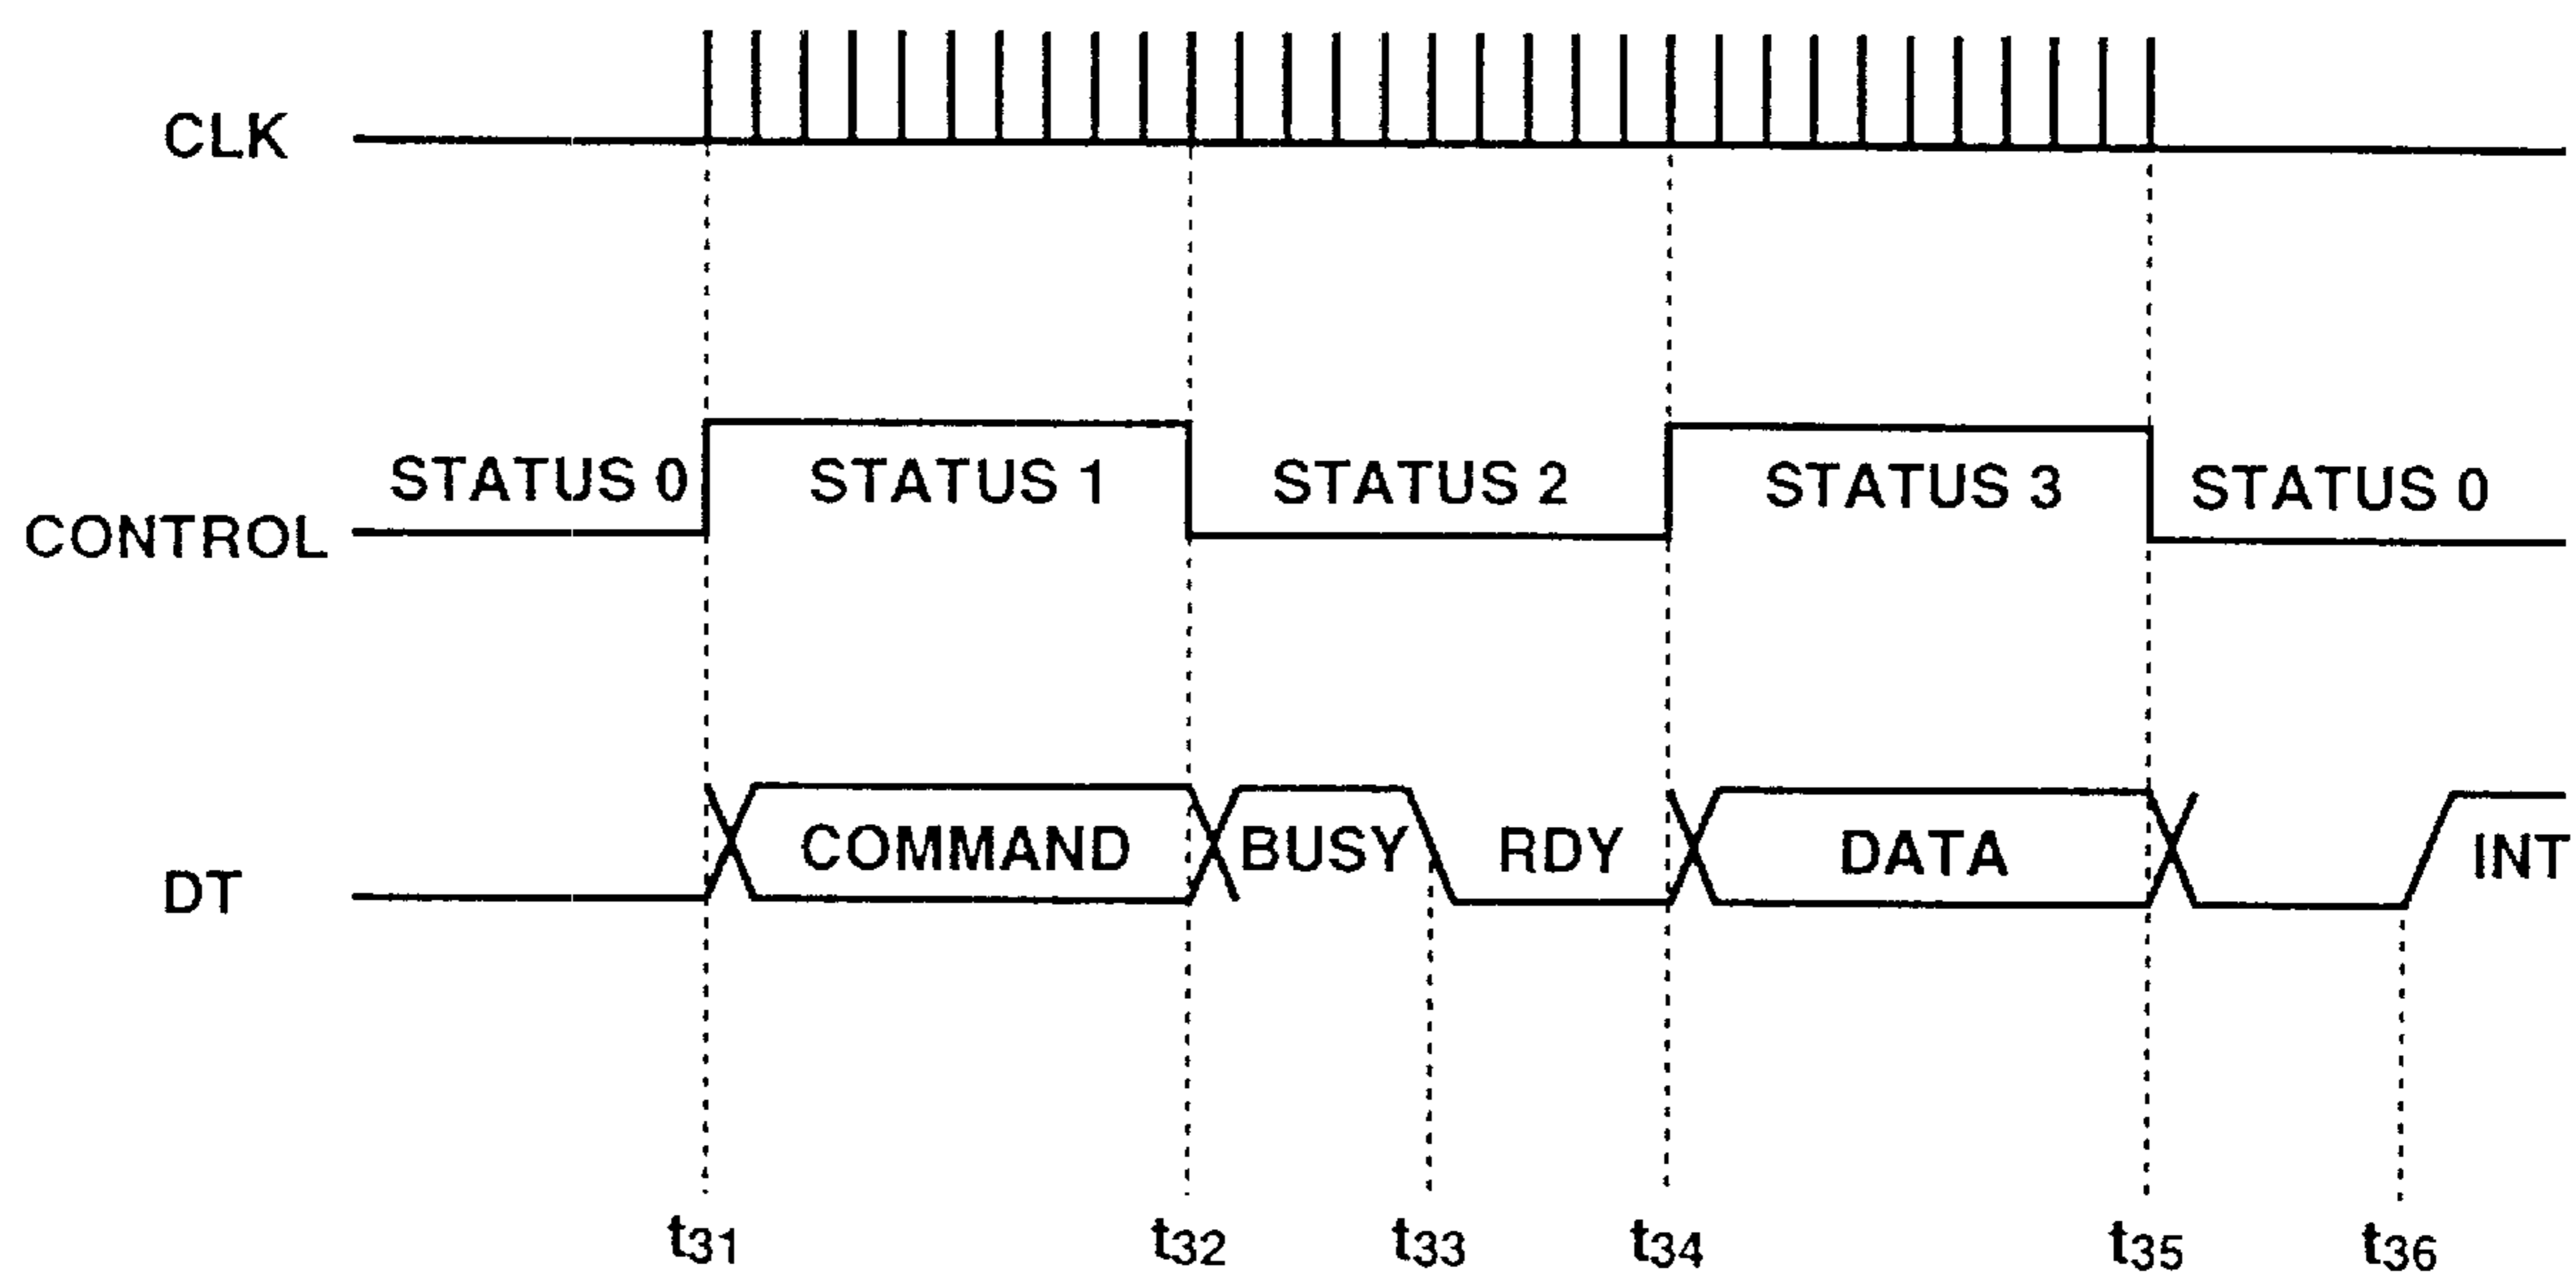 CLK
STATUS 0 STATUS 1 STATUS 2 STATUS 3 STATUS 0
CONTROL
COMMAND BUSY RDY DATA INT
DT
t31 t32 t33 t34 t35 t36